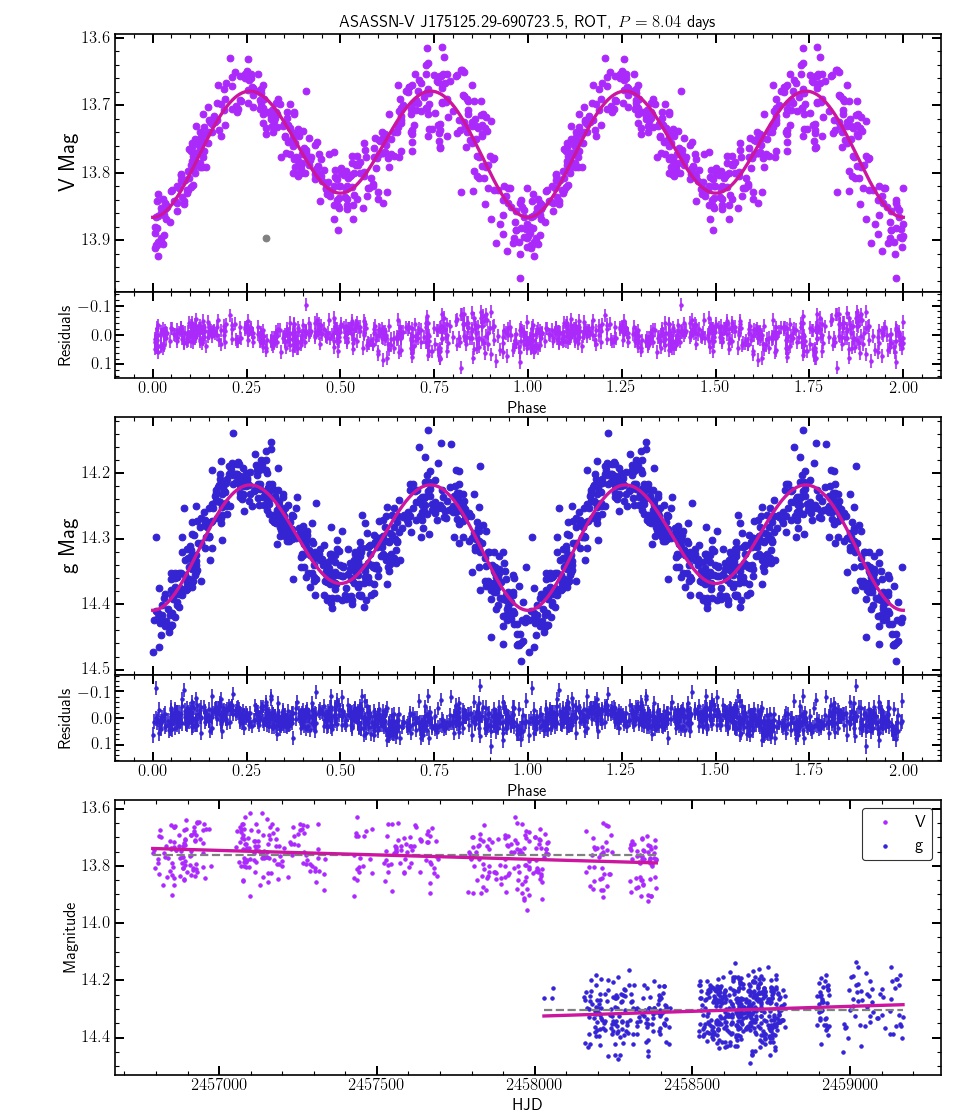 ASASSN-V J175125.29-690723.5, ROT, P = 8.04 days
13.6
13.7
13.8
13.9
V Mag
−0.1
0.0
0.1
Residuals
0.00 0.25 0.50 0.75 1.00 1.25 1.50 1.75 2.00
Phase
14.2
14.3
14.4
14.5
g Mag
−0.1
0.0
0.1
Residuals
0.00 0.25 0.50 0.75 1.00 1.25 1.50 1.75 2.00
Phase
13.6
13.8
14.0
14.2
14.4
Magnitude
V
g
2457000 2457500 2458000 2458500 2459000
HJD